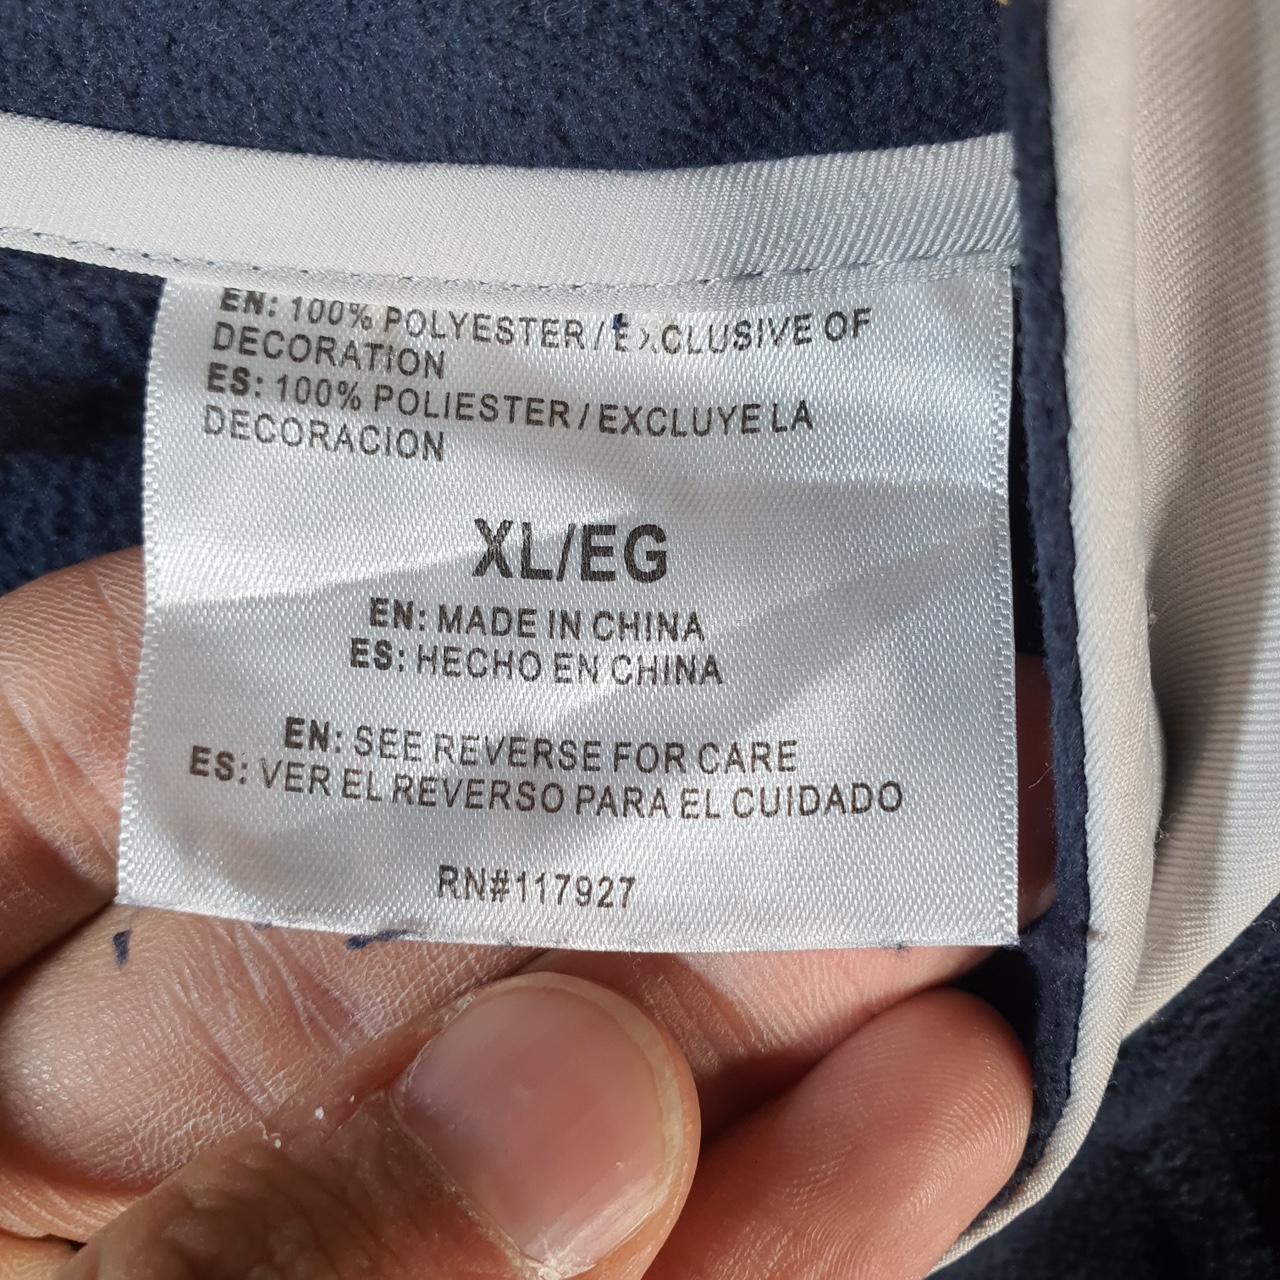 EN: 100% POLYESTER / EXCLUSIVE OF
DECORATION
ES: 100% POLIESTER / EXCLUYE LA
DECORACION
XL/EG
EN: MADE IN CHINA
ES: HECHO EN CHINA
EN: SEE REVERSE FOR CARE
ES: VER EL REVERSO PARA EL CUIDADO
RN#117927